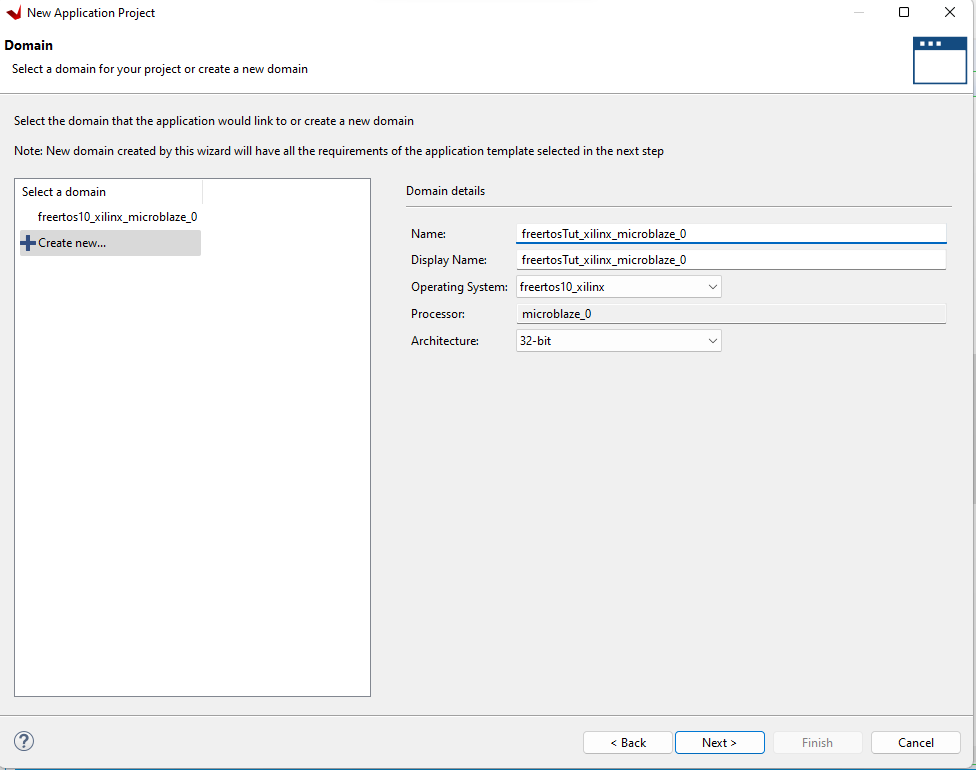 New Application Project
Domain
Select a domain for your project or create a new domain
Select the domain that the application would link to or create a new domain
Note: New domain created by this wizard will have all the requirements of the application template selected in the next step
Select a domain
freertos10_xilinx_microblaze_0
Create new...
Domain details
Name: freertosTut_xilinx_microblaze_0
Display Name: freertosTut_xilinx_microblaze_0
Operating System: freertos10_xilinx
Processor: microblaze_0
Architecture: 32-bit
?
< Back Next > Finish Cancel